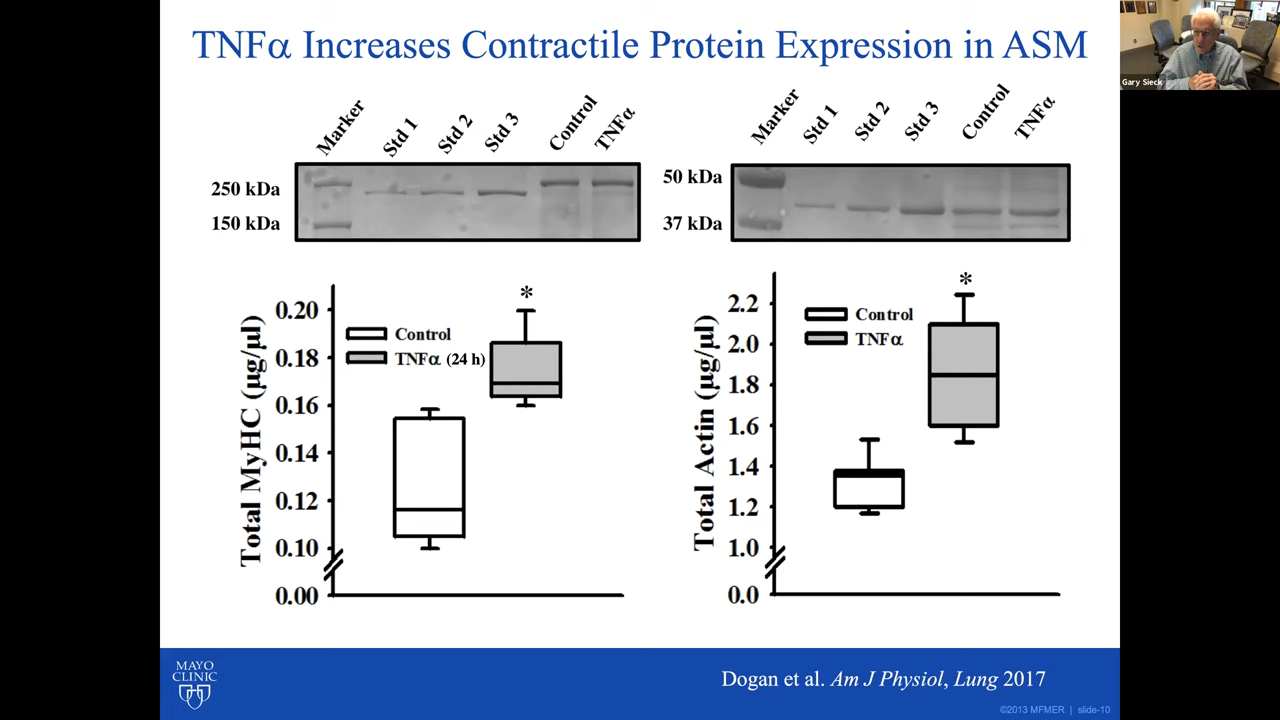 TNFα Increases Contractile Protein Expression in ASM
Gary Sieck
Marker
Std 1
Std 2
Std 3
Control
TNFα
250 kDa
150 kDa
Marker
Std 1
Std 2
Std 3
Control
TNFα
50 kDa
37 kDa
Total MyHC (µg/µl)
0.20
0.18
0.16
0.14
0.12
0.10
0.00
Control
TNFα (24 h)
*
Total Actin (µg/µl)
2.2
2.0
1.8
1.6
1.4
1.2
1.0
0.0
Control
TNFα
*
MAYO
CLINIC
Dogan et al. Am J Physiol, Lung 2017
©2013 MFMER | slide-10